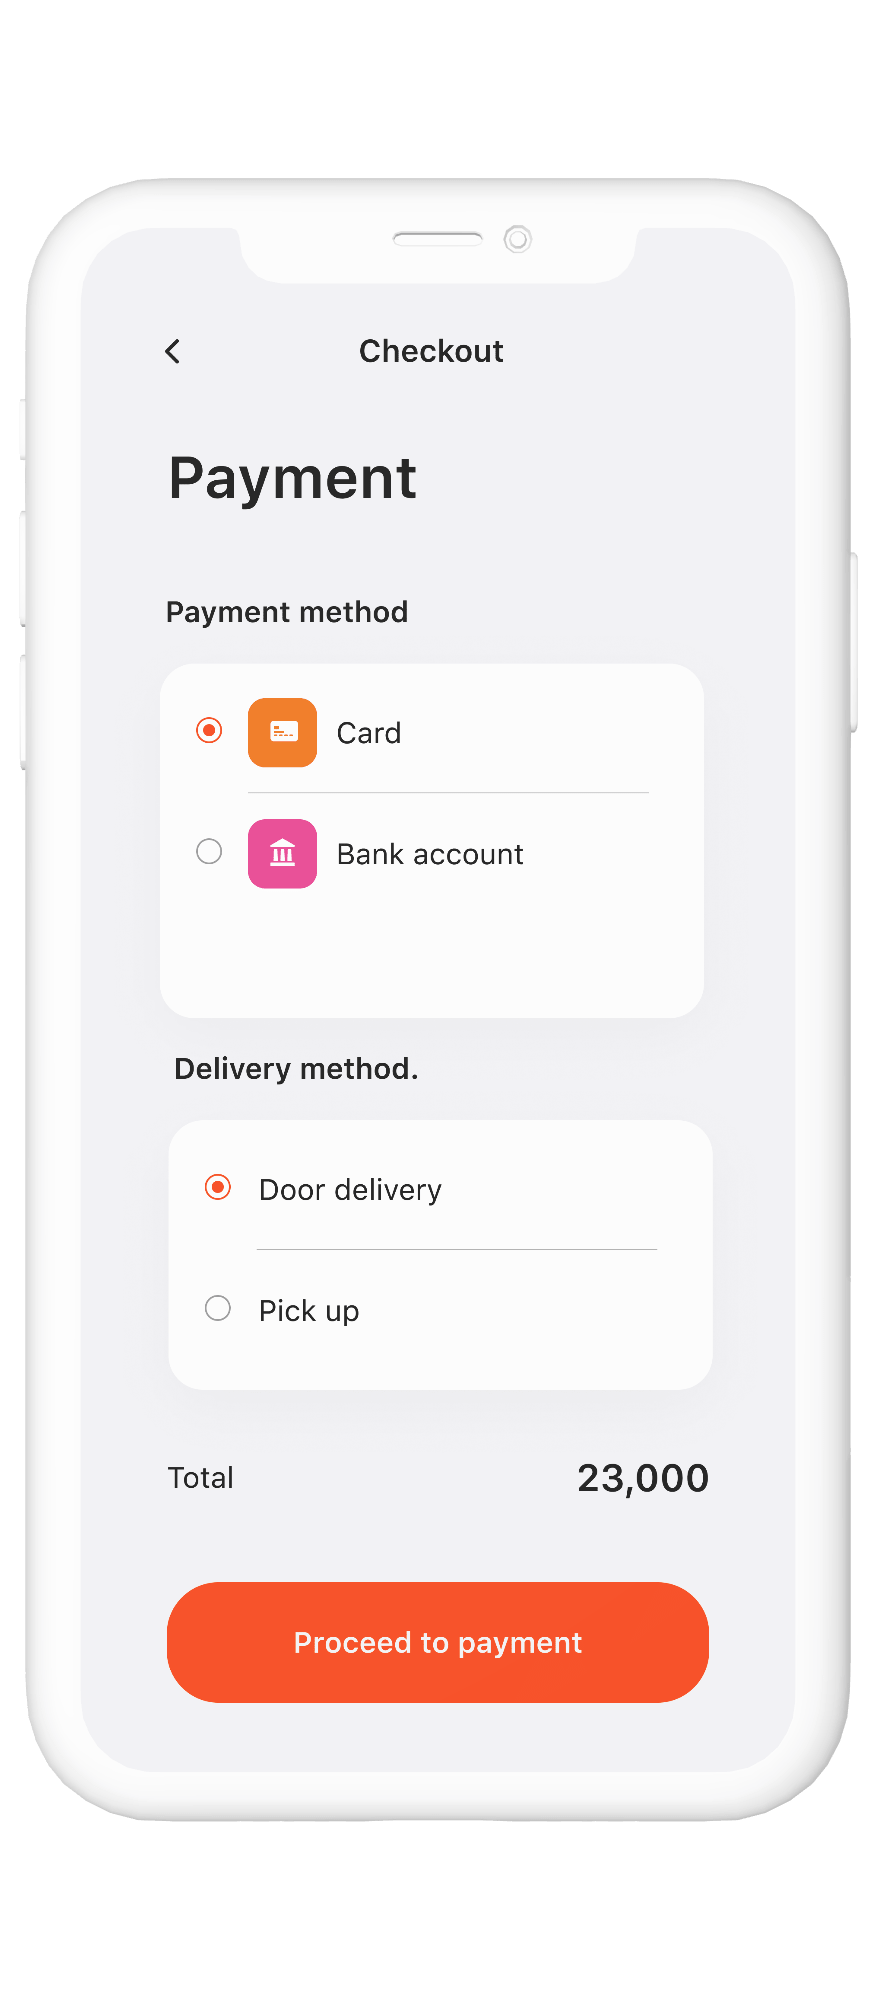 Checkout
Payment
Payment method
Card
Bank account
Delivery method.
Door delivery
Pick up
Total 23,000
Proceed to payment